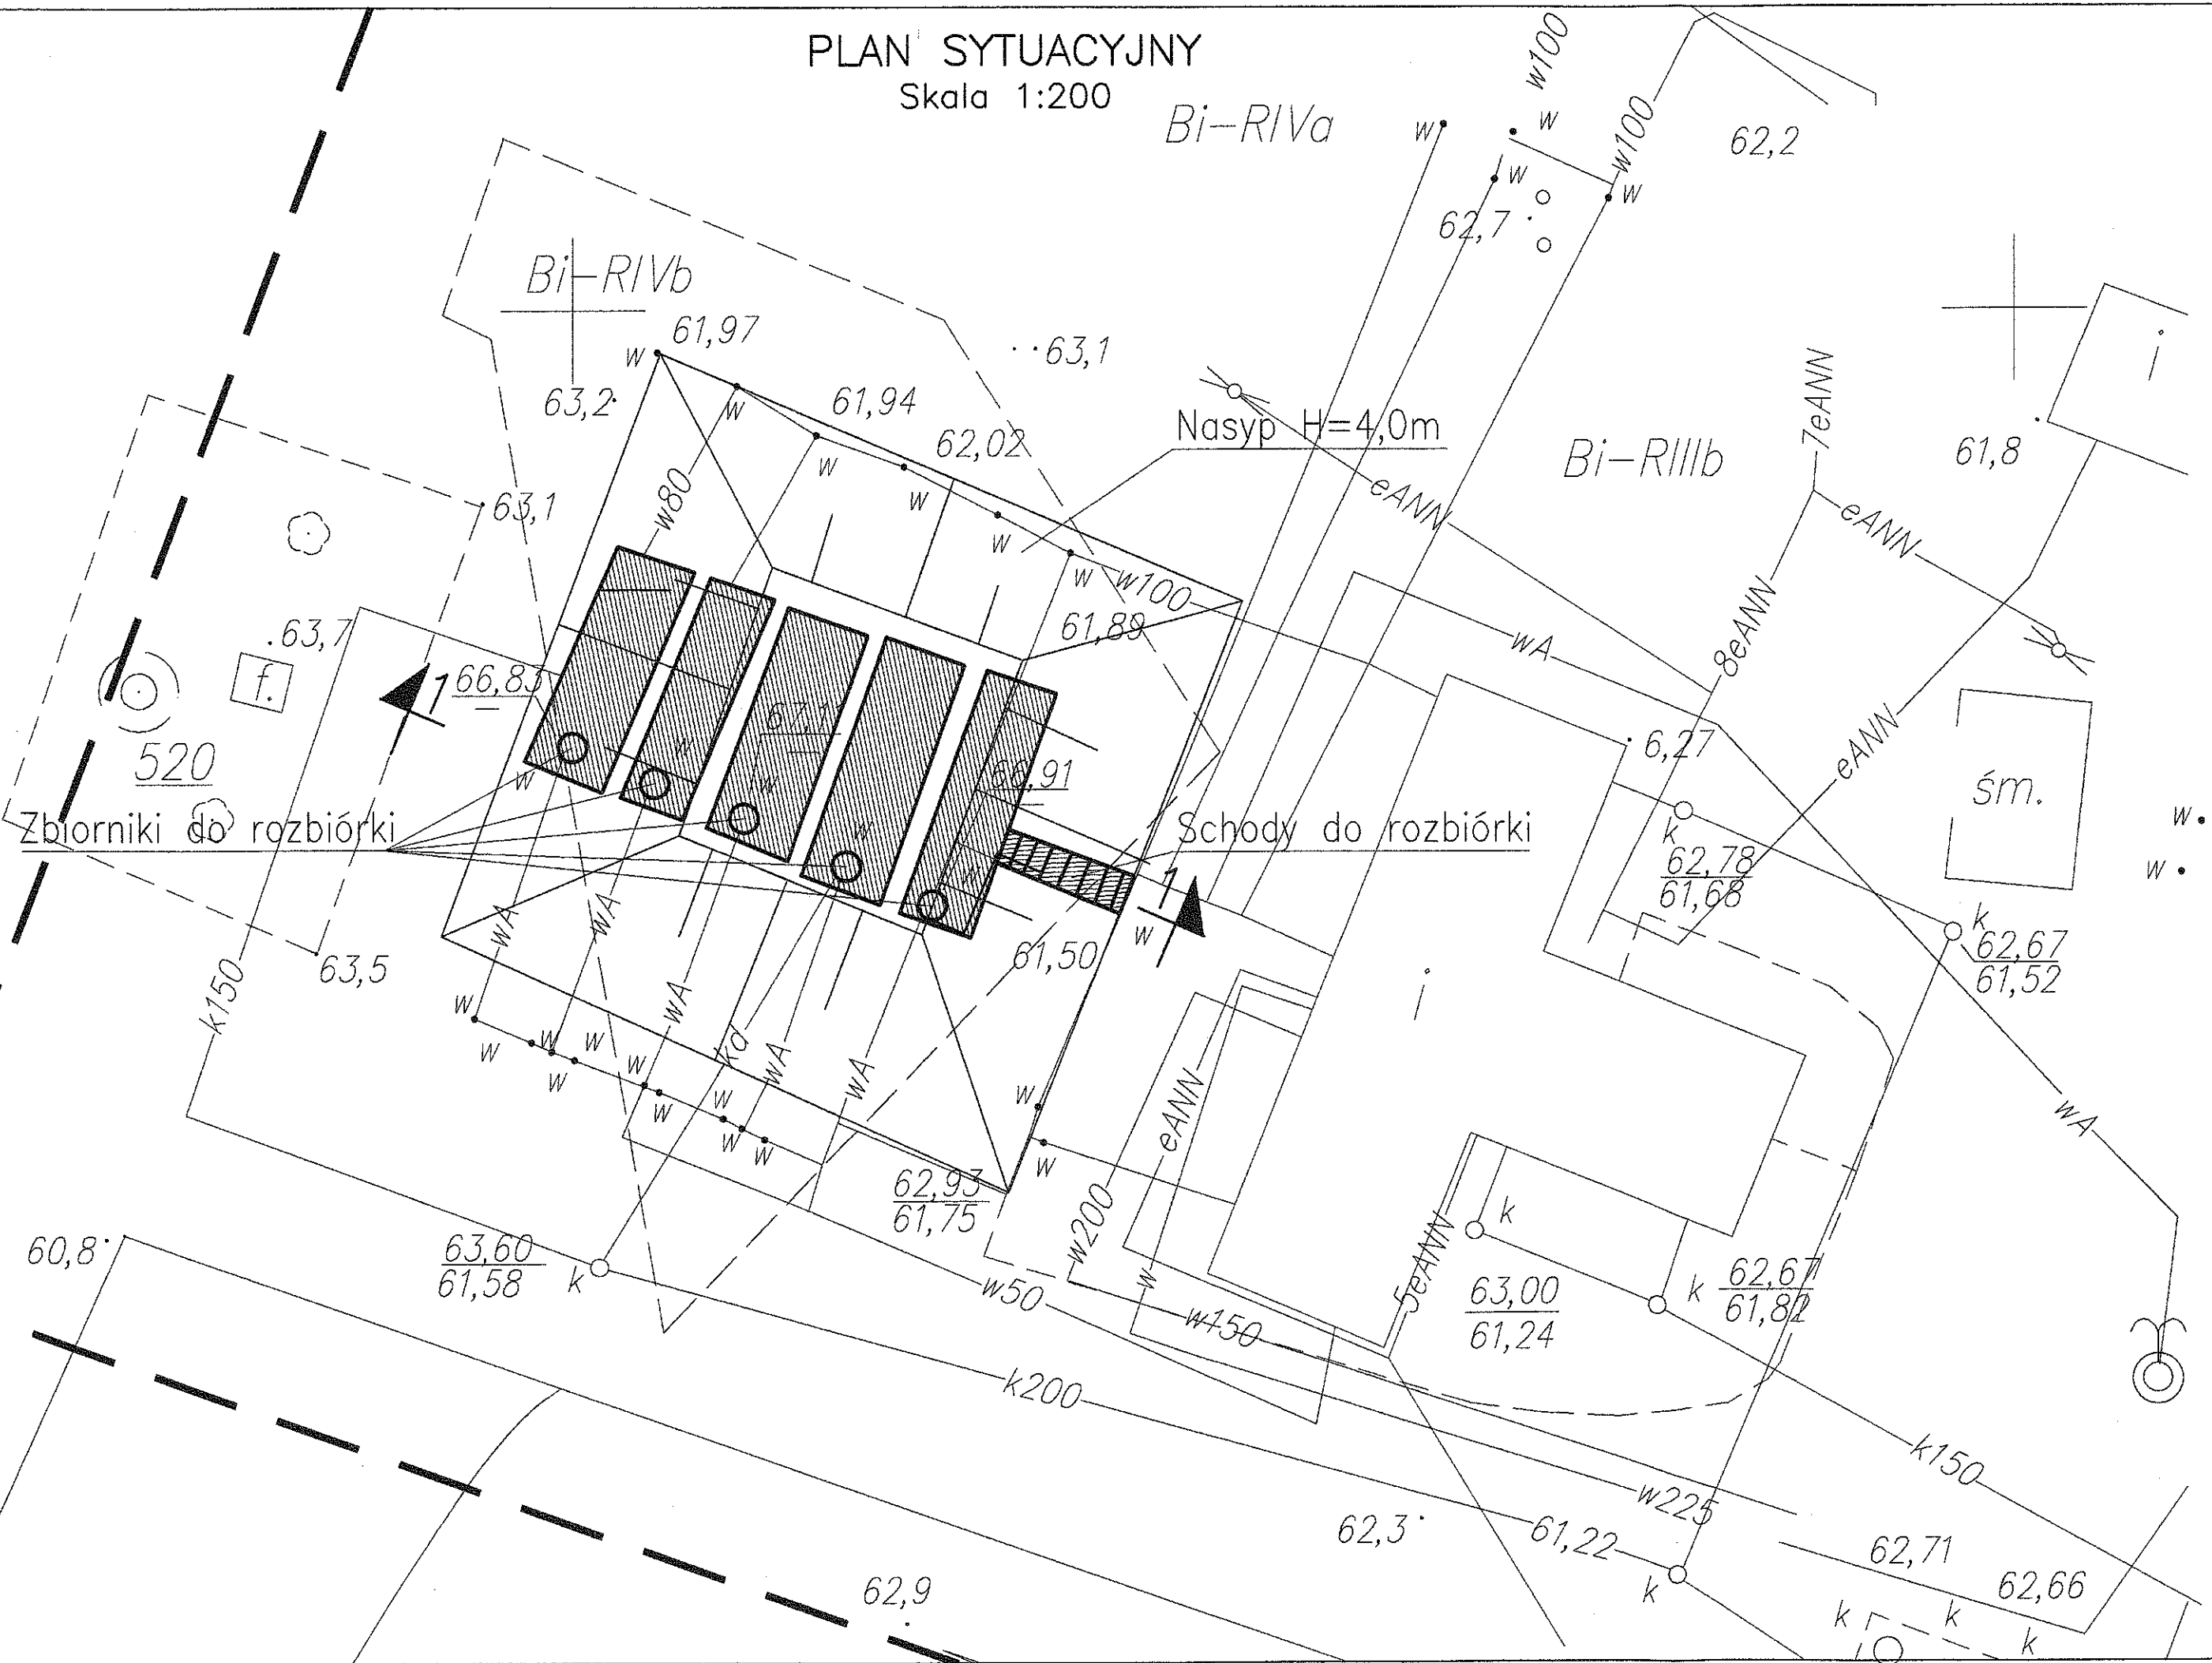 PLAN SYTUACYJNY
Skala 1:200
w100
Bi-RIVa
w
w
w100
62,2
w
w
62,7
Bi-RIVb
61,97
w
63,1
i
63,2
w
61,94
7eANN
Nasyp H=4,0m
62,02
Bi-RIIIb
61,8
w
w80
w
eANN
63,1
eANN
w
w
w100
61,89
8eANN
wA
63,7
f.
1
66,83
67,11
w
6,27
eANN
520
w
w
66,91
śm.
Zbiorniki do rozbiórki
w
Schody do rozbiórki
w
k
62,78
61,68
w
w
1
wA
wA
w
k
62,67
61,52
63,5
61,50
k150
wA
i
w
w
w
w
w
kd
wA
wA
w
w
w
w
w
w
eANN
wA
w
62,93
61,75
w200
k
60,8
63,60
61,58
k
w50
w
w150
5eANN
63,00
61,24
k
62,67
61,82
k200
k150
w225
62,3
61,22
62,71
62,66
k
62,9
k
k
k